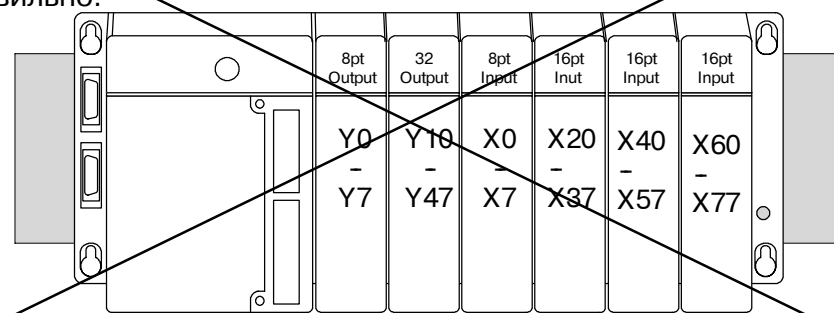 8pt
Output
32
Output
8pt
Input
16pt
Inut
16pt
Input
16pt
Input
Y0
-
Y7
Y10
-
Y47
X0
-
X7
X20
-
X37
X40
-
X57
X60
-
X77